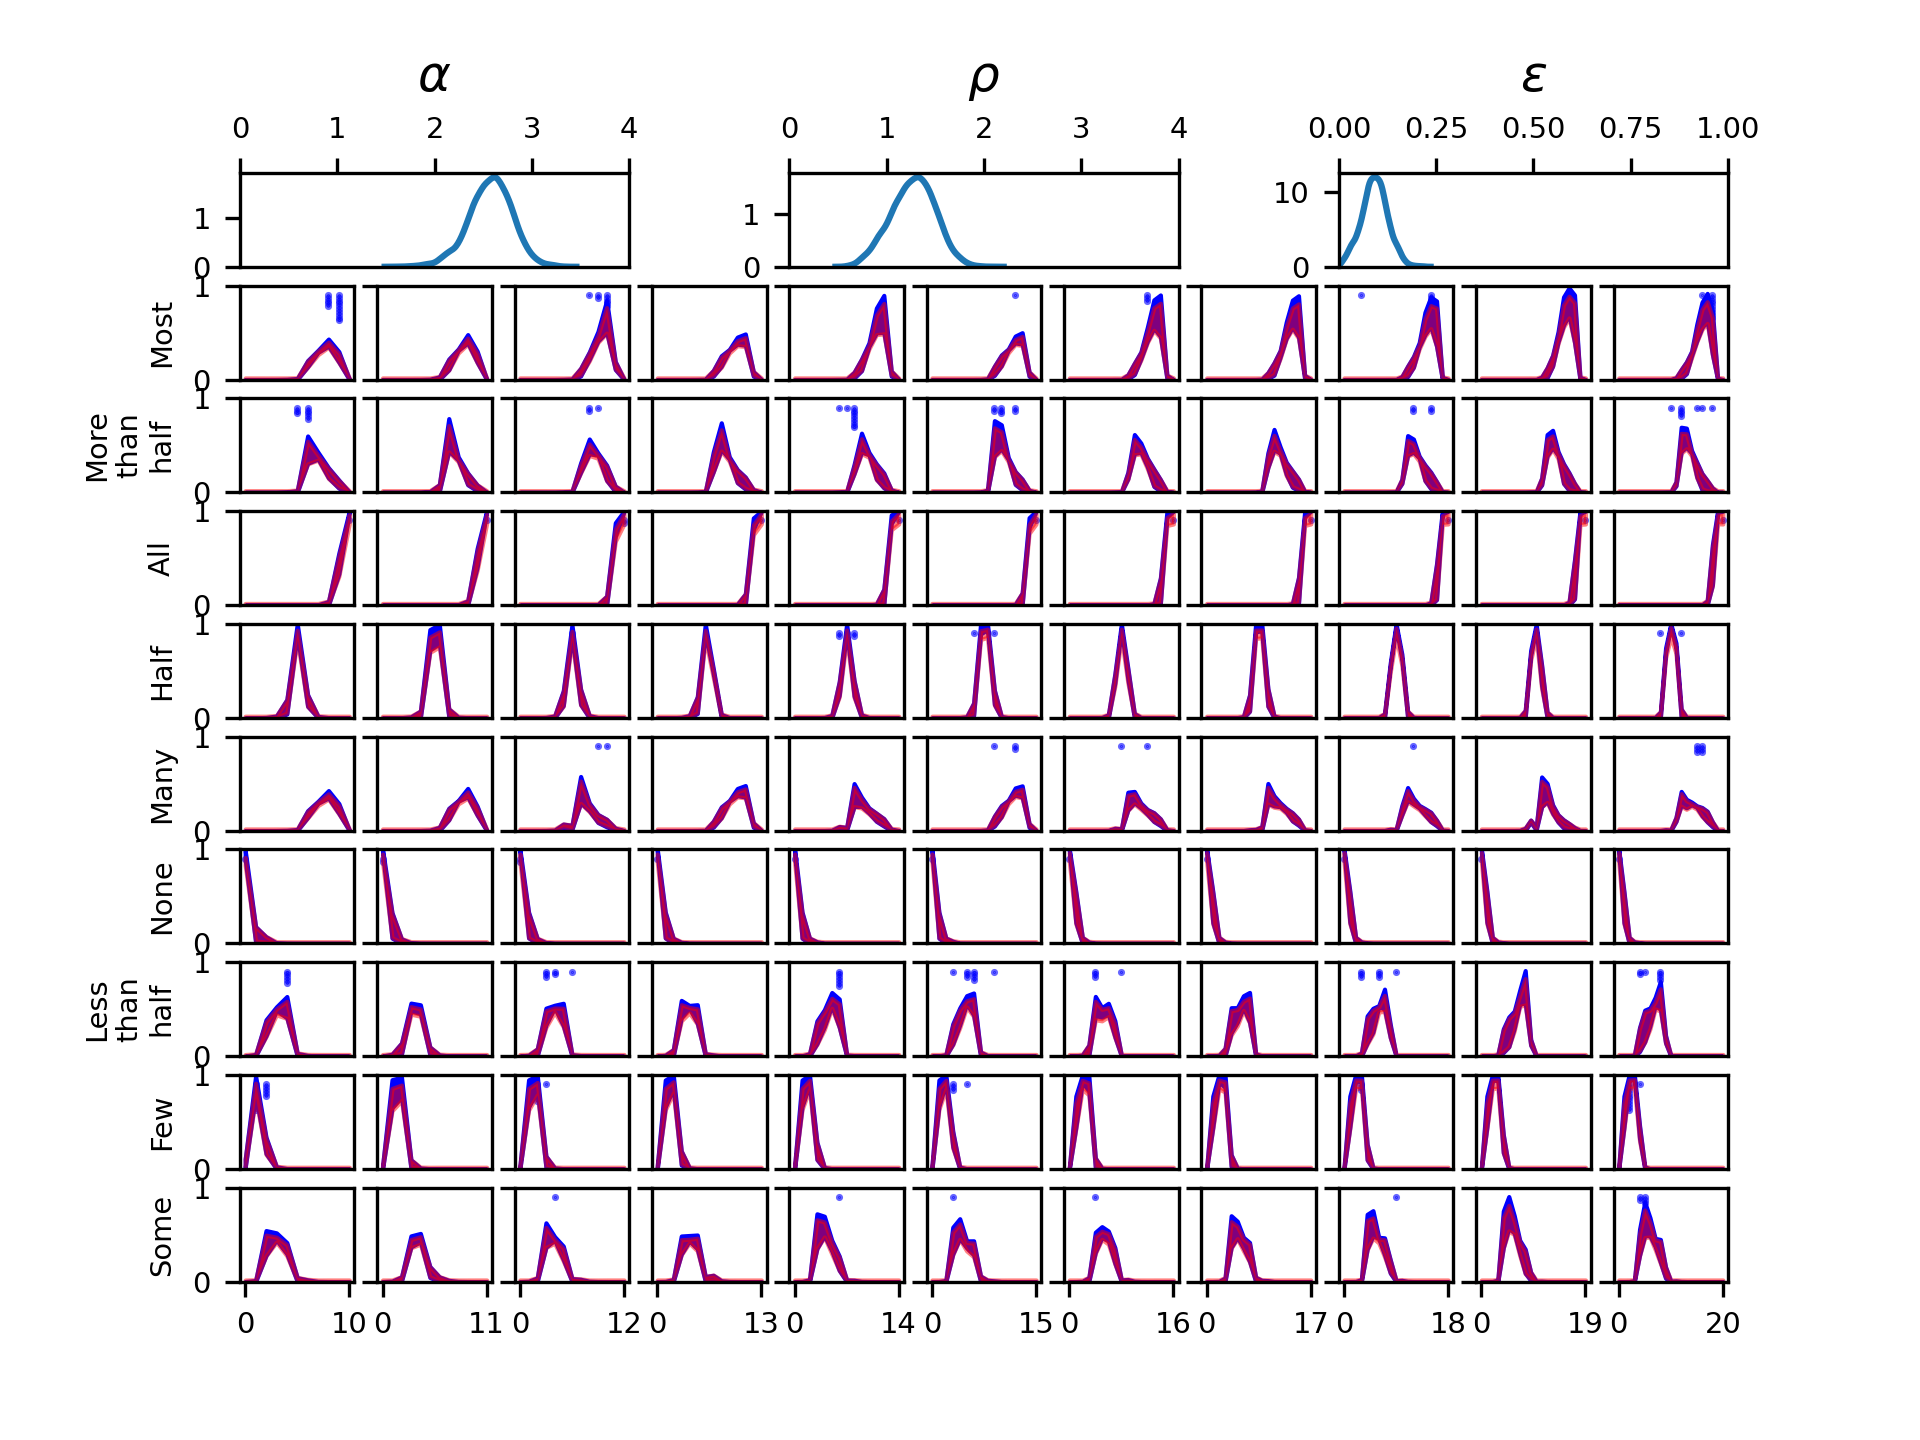 α ρ ε
0 1 2 3 4 0 1 2 3 4 0.00 0.25 0.50 0.75 1.00
1 0 1 0 10 0
Most 1 0
More than half 1 0
All 1 0
Half 1 0
Many 1 0
None 1 0
Less than half 1 0
Few 1 0
Some 1 0
0 10 0 11 0 12 0 13 0 14 0 15 0 16 0 17 0 18 0 19 0 20